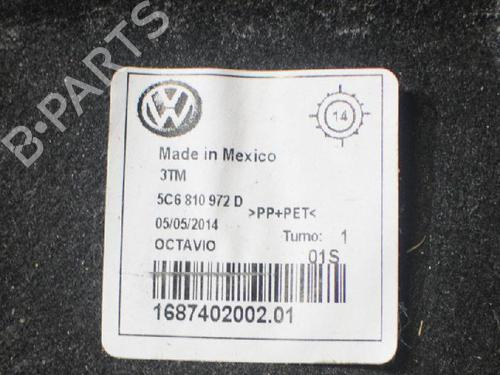 B·PARTS
14
Made in Mexico
3TM
5C6 810 972 D
>PP+PET<
05/05/2014
Turno: 1
OCTAVIO
01S
1687402002.01